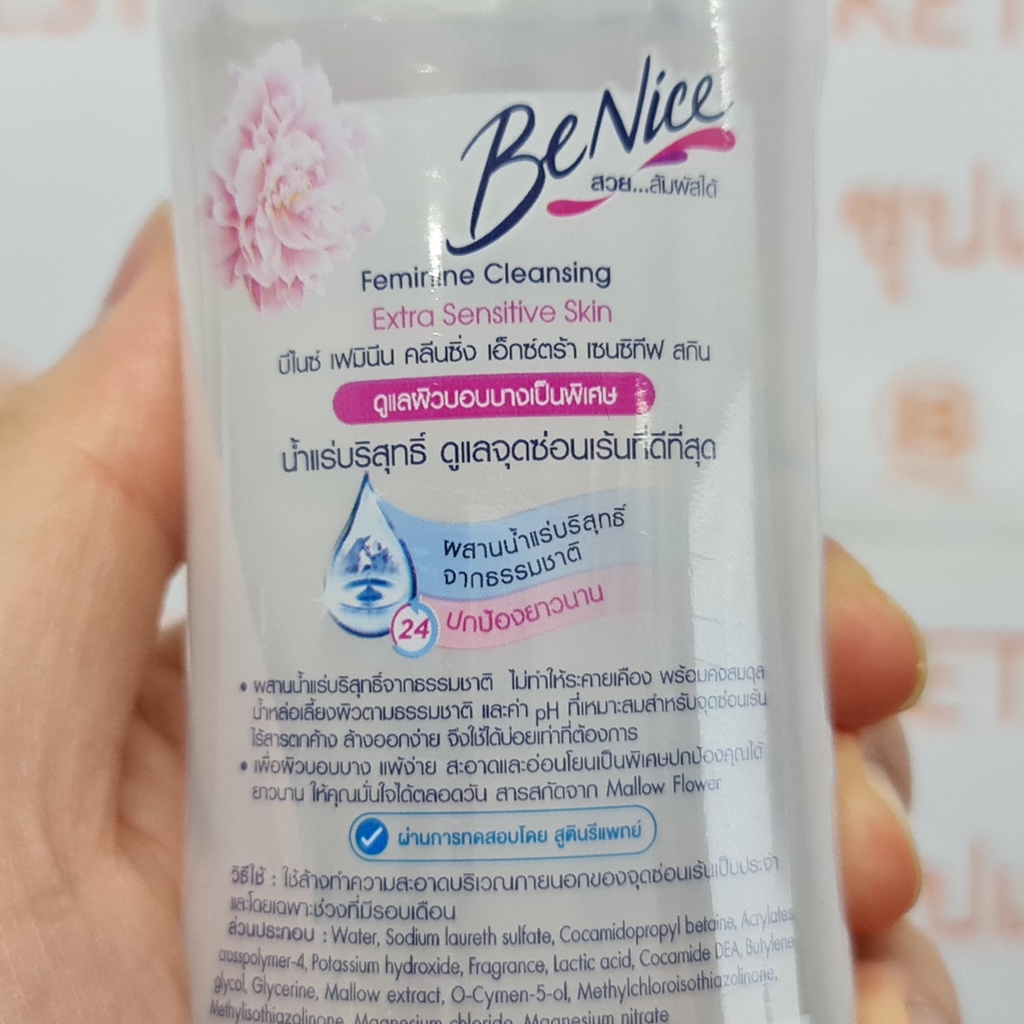 BeNice
สวย...สัมผัสได้
Feminine Cleansing
Extra Sensitive Skin
บีไนซ์ เฟมินีน คลีนซิ่ง เอ็กซ์ตร้า เซนซิทีฟ สกิน
ดูแลผิวบอบบางเป็นพิเศษ
น้ำแร่บริสุทธิ์ ดูแลจุดซ่อนเร้นที่ดีที่สุด
ผสานน้ำแร่บริสุทธิ์
จากธรรมชาติ
24 ปกป้องยาวนาน
• ผสานน้ำแร่บริสุทธิ์จากธรรมชาติ ไม่ทำให้ระคายเคือง พร้อมคงสมดุล
น้ำหล่อเลี้ยงผิวตามธรรมชาติ และค่า pH ที่เหมาะสมสำหรับจุดซ่อนเร้น
ไร้สารตกค้าง ล้างออกง่าย จึงใช้ได้บ่อยเท่าที่ต้องการ
• เพื่อผิวบอบบาง แพ้ง่าย สะอาดและอ่อนโยนเป็นพิเศษปกป้องคุณได้
ยาวนาน ให้คุณมั่นใจได้ตลอดวัน สารสกัดจาก Mallow Flower
ผ่านการทดสอบโดย สูตินรีแพทย์
วิธีใช้ : ใช้ล้างทำความสะอาดบริเวณภายนอกของจุดซ่อนเร้นเป็นประจำ
และโดยเฉพาะช่วงที่มีรอบเดือน
ส่วนประกอบ : Water, Sodium laureth sulfate, Cocamidopropyl betaine, Acrylates
crosspolymer-4, Potassium hydroxide, Fragrance, Lactic acid, Cocamide DEA, Butylene
glycol, Glycerine, Mallow extract, O-Cymen-5-ol, Methylchloroisothiazolinone,
Methylisothiazolinone, Magnesium chloride, Magnesium nitrate